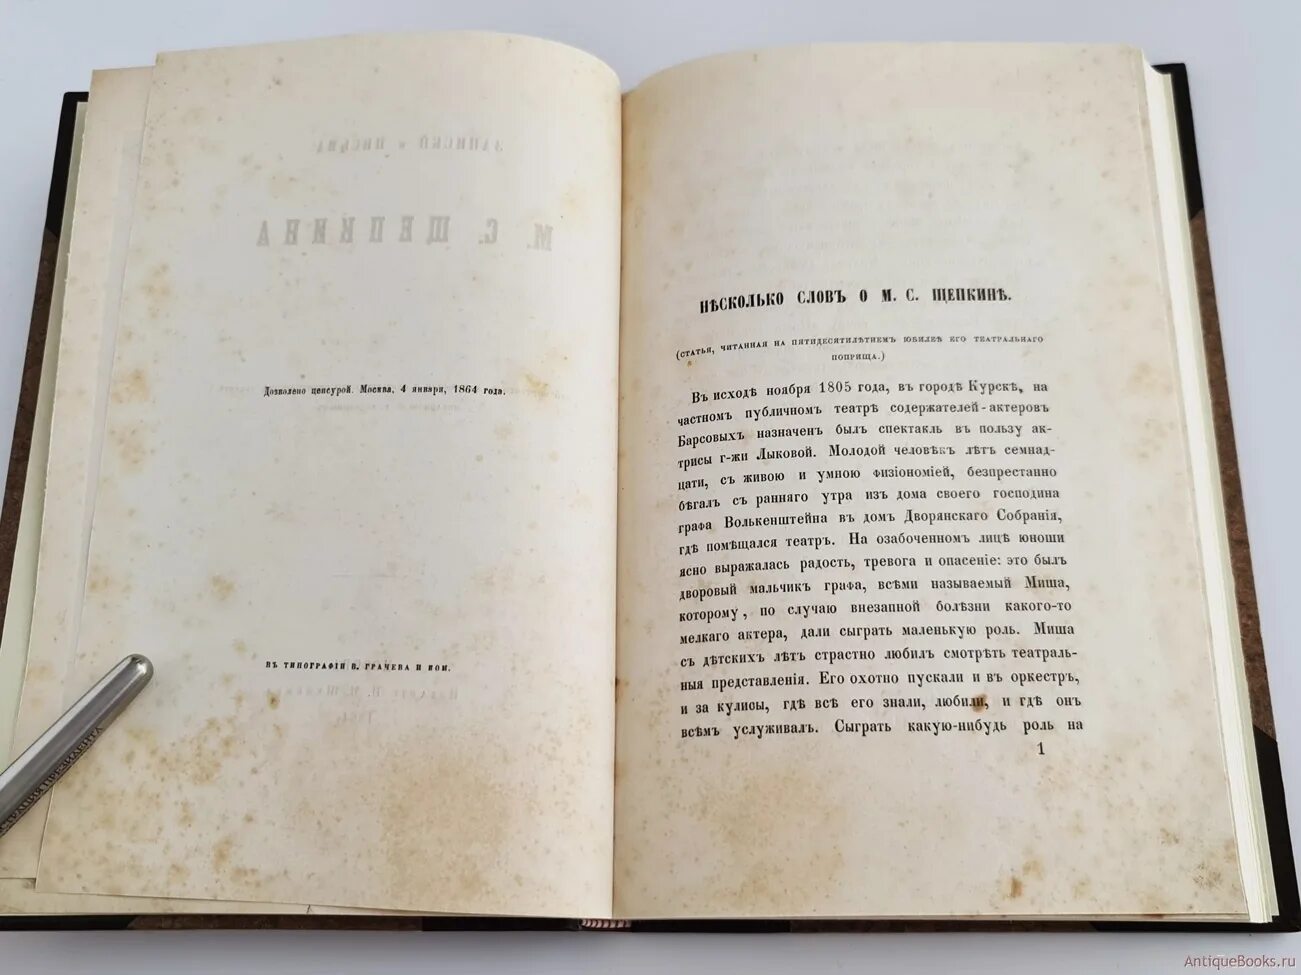 ЗАПИСКИ и ПИСЬМА
М. С. ЩЕПКИНА
Дозволено цензурой. Москва, 4 января, 1864 года.
ВЪ ТИПОГРАФІИ В. ГРАЧЕВА И КОМ.
НѢСКОЛЬКО СЛОВЪ О М. С. ЩЕПКИНѢ.
(СТАТЬЯ, ЧИТАННАЯ НА ПЯТИДЕСЯТИЛѢТНЕМЪ ЮБИЛЕѢ ЕГО ТЕАТРАЛЬНАГО
ПОПРИЩА.)
Въ исходѣ ноября 1805 года, въ городѣ Курскѣ, на
частномъ публичномъ театрѣ содержателей-актеровъ
Барсовыхъ назначенъ былъ спектакль въ пользу ак-
трисы г-жи Лыковой. Молодой человѣкъ лѣтъ семнад-
цати, съ живою и умною физіономіей, безпрестанно
бѣгалъ съ ранняго утра изъ дома своего господина
графа Волькенштейна въ домъ Дворянскаго Собранія,
гдѣ помѣщался театръ. На озабоченномъ лицѣ юноши
ясно выражалась радость, тревога и опасеніе: это былъ
дворовый мальчикъ графа, всѣми называемый Миша,
которому, по случаю внезапной болѣзни какого-то
мелкаго актера, дали сыграть маленькую роль. Миша
съ дѣтскихъ лѣтъ страстно любилъ смотрѣть театраль-
ныя представленія. Его охотно пускали и въ оркестръ,
и за кулисы, гдѣ всѣ его знали, любили, и гдѣ онъ
всѣмъ услуживалъ. Сыграть какую-нибудь роль на
1
AntiqueBooks.ru